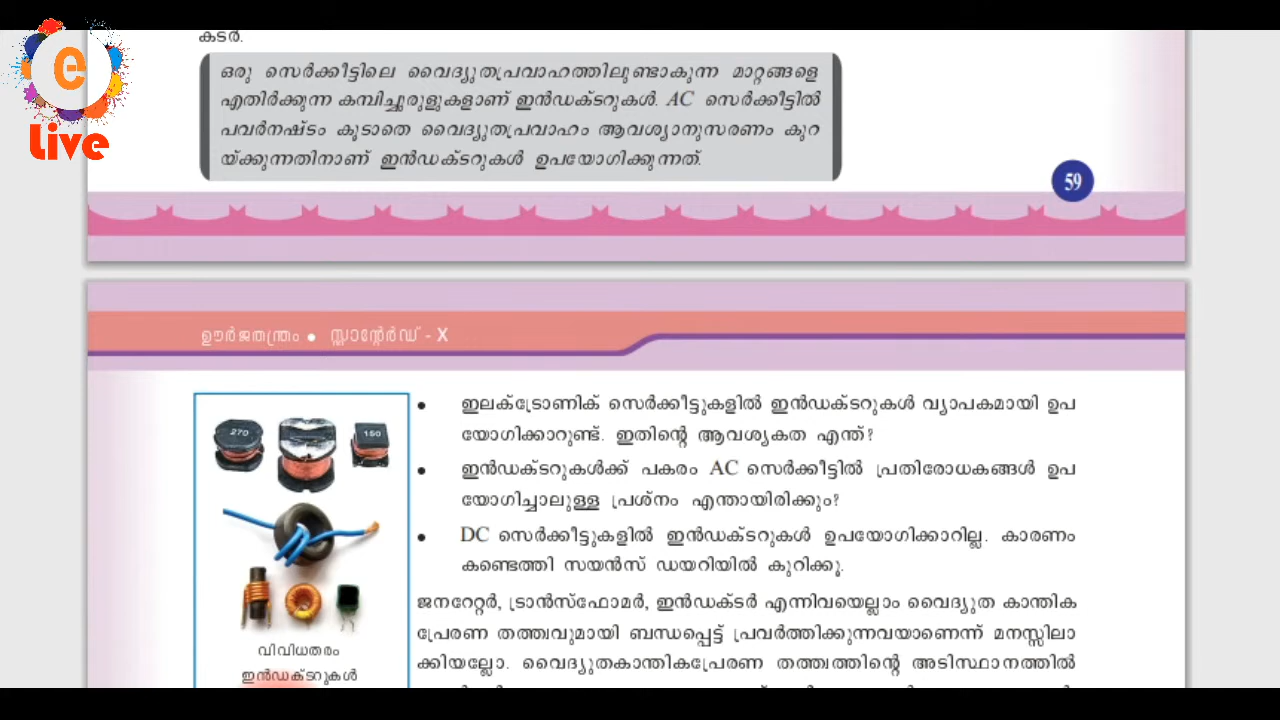 e
Live
കടർ.
ഒരു സെർക്കീട്ടിലെ വൈദ്യുതപ്രവാഹത്തിലുണ്ടാകുന്ന മാറ്റങ്ങളെ
എതിർക്കുന്ന കമ്പിച്ചുരുളുകളാണ് ഇൻഡക്ടറുകൾ. AC സെർക്കീട്ടിൽ
പവർനഷ്ടം കൂടാതെ വൈദ്യുതപ്രവാഹം ആവശ്യാനുസരണം കുറ
യ്ക്കുന്നതിനാണ് ഇൻഡക്ടറുകൾ ഉപയോഗിക്കുന്നത്.
59
ഊർജതന്ത്രം • സ്റ്റാന്റേർഡ് - X
• ഇലക്ട്രോണിക് സെർക്കീട്ടുകളിൽ ഇൻഡക്ടറുകൾ വ്യാപകമായി ഉപ
യോഗിക്കാറുണ്ട്. ഇതിന്റെ ആവശ്യകത എന്ത്?
• ഇൻഡക്ടറുകൾക്ക് പകരം AC സെർക്കീട്ടിൽ പ്രതിരോധകങ്ങൾ ഉപ
യോഗിച്ചാലുള്ള പ്രശ്നം എന്തായിരിക്കും?
• DC സെർക്കീട്ടുകളിൽ ഇൻഡക്ടറുകൾ ഉപയോഗിക്കാറില്ല. കാരണം
കണ്ടെത്തി സയൻസ് ഡയറിയിൽ കുറിക്കൂ.
ജനറേറ്റർ, ട്രാൻസ്ഫോമർ, ഇൻഡക്ടർ എന്നിവയെല്ലാം വൈദ്യുത കാന്തിക
പ്രേരണ തത്ത്വവുമായി ബന്ധപ്പെട്ട് പ്രവർത്തിക്കുന്നവയാണെന്ന് മനസ്സിലാ
ക്കിയല്ലോ. വൈദ്യുതകാന്തികപ്രേരണ തത്ത്വത്തിന്റെ അടിസ്ഥാനത്തിൽ
270
150
വിവിധതരം
ഇൻഡക്ടറുകൾ